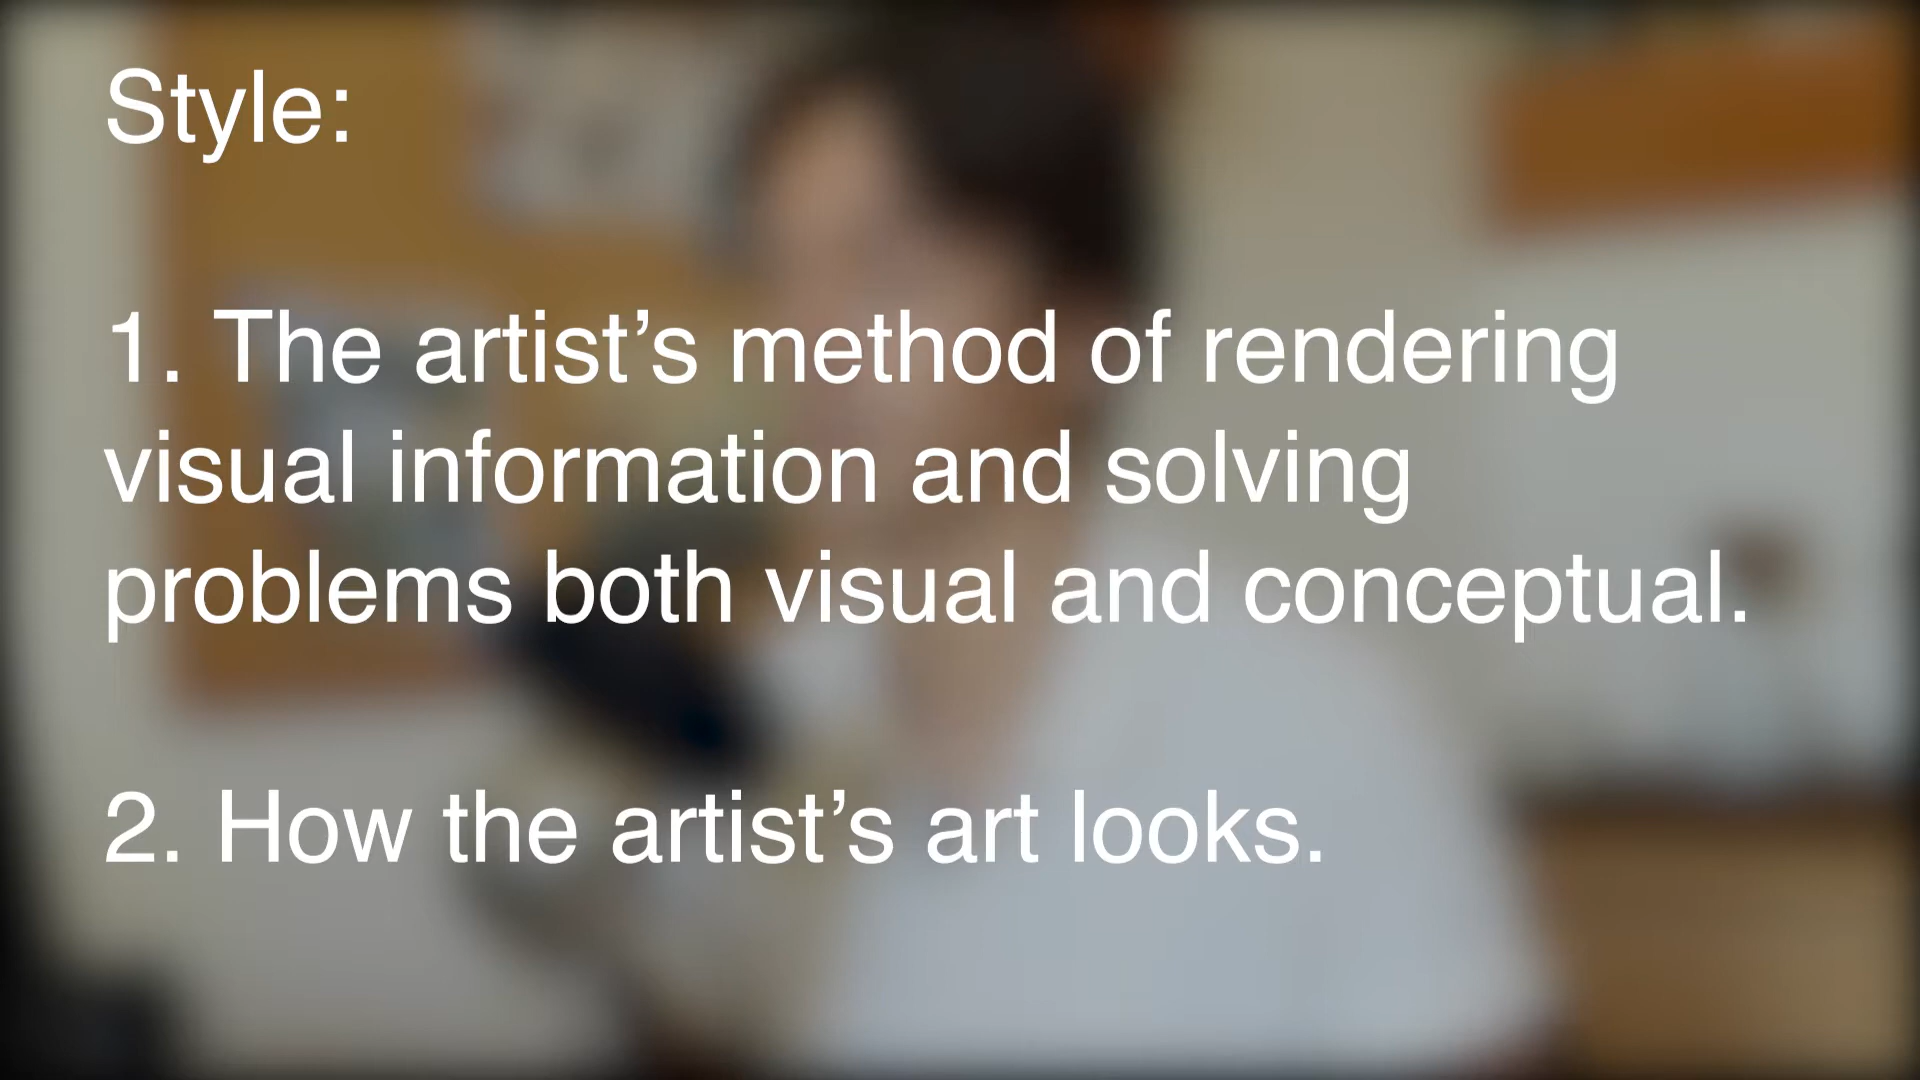 Style:
1. The artist’s method of rendering
visual information and solving
problems both visual and conceptual.
2. How the artist’s art looks.